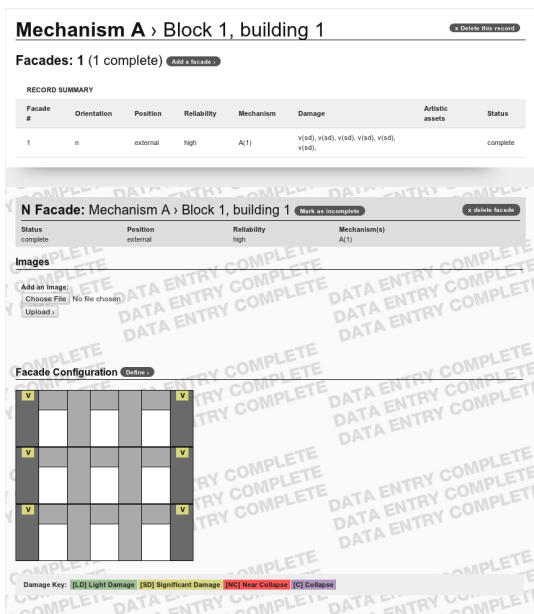 Mechanism A › Block 1, building 1
x Delete this record
Facades: 1 (1 complete) Add a facade ›
RECORD SUMMARY
Facade # Orientation Position Reliability Mechanism Damage Artistic assets Status
1 n external high A(1) v(sd), v(sd), v(sd), v(sd), v(sd), v(sd), complete
N Facade: Mechanism A › Block 1, building 1 Mark as incomplete
x delete facade
Status Position Reliability Mechanism(s)
complete external high A(1)
Images
Add an image:
Choose File No file chosen
Upload ›
Facade Configuration Define ›
V V
V V
V V
Damage Key: [LD] Light Damage [SD] Significant Damage [NC] Near Collapse [C] Collapse
DATA ENTRY COMPLETE